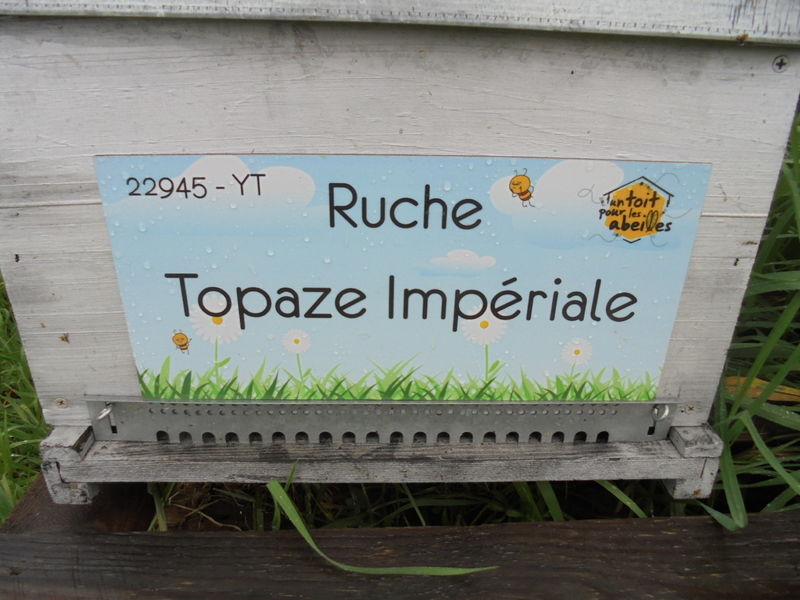 22945 - YT
Ruche
un toit
pour les
abeilles
Topaze Impériale